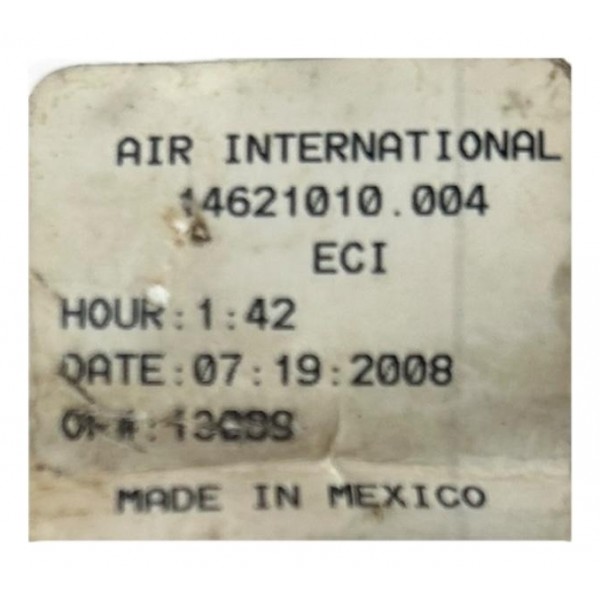 AIR INTERNATIONAL
14621010.004
ECI
HOUR:1:42
DATE:07:19:2008
MADE IN MEXICO